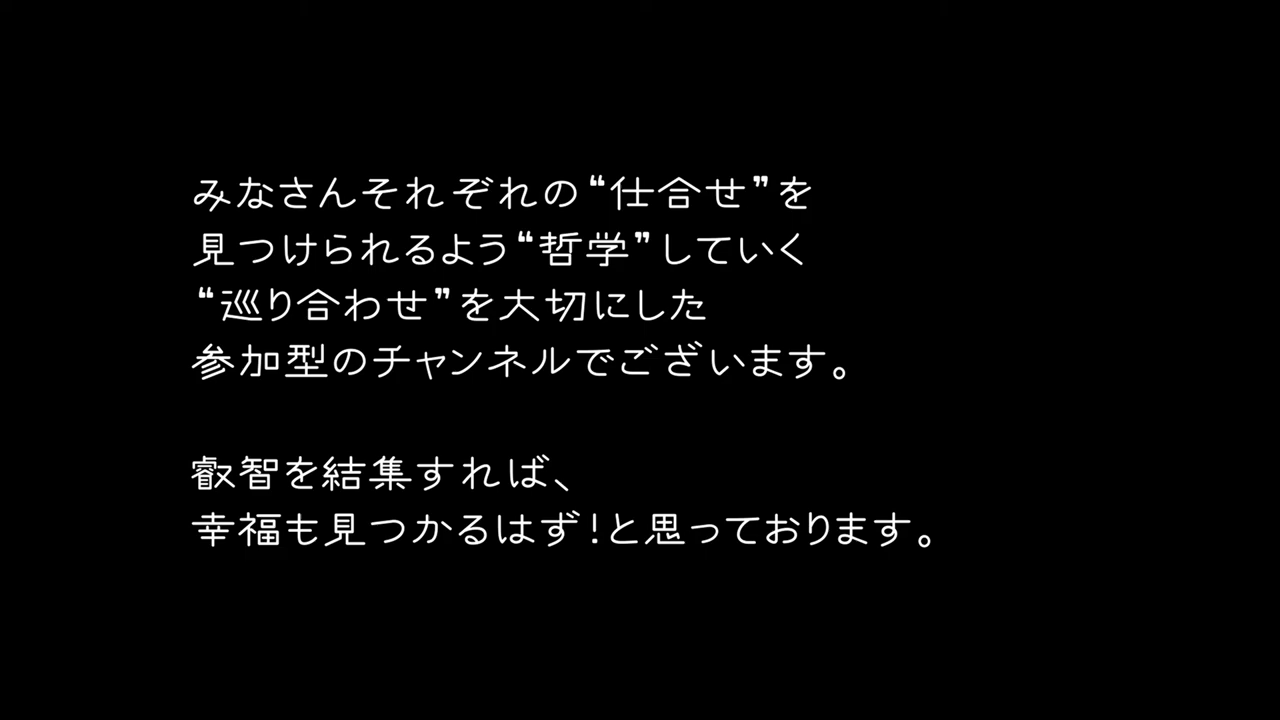 みなさんそれぞれの“仕合せ”を
見つけられるよう“哲学”していく
“巡り合わせ”を大切にした
参加型のチャンネルでございます。
叡智を結集すれば、
幸福も見つかるはず！と思っております。